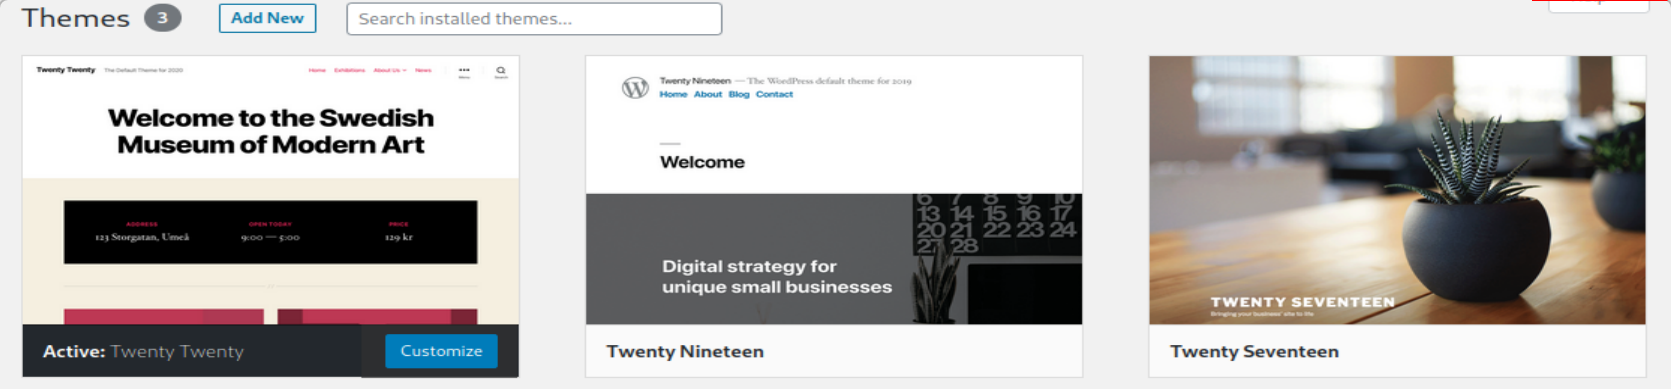 Themes 3 Add New Search installed themes...
Twenty Twenty The Default Theme for 2020 Home Exhibitions About Us News Menu Search
Welcome to the Swedish
Museum of Modern Art
ADDRESS OPEN TODAY PRICE
123 Storgatan, Umeå 9:00 — 5:00 129 kr
Active: Twenty Twenty Customize
Twenty Nineteen — The WordPress default theme for 2019
Home About Blog Contact
Welcome
6 7 8 9 10
13 14 15 16 17
20 21 22 23 24
27 28
Digital strategy for
unique small businesses
Twenty Nineteen
TWENTY SEVENTEEN
Bringing your business' site to life
Twenty Seventeen